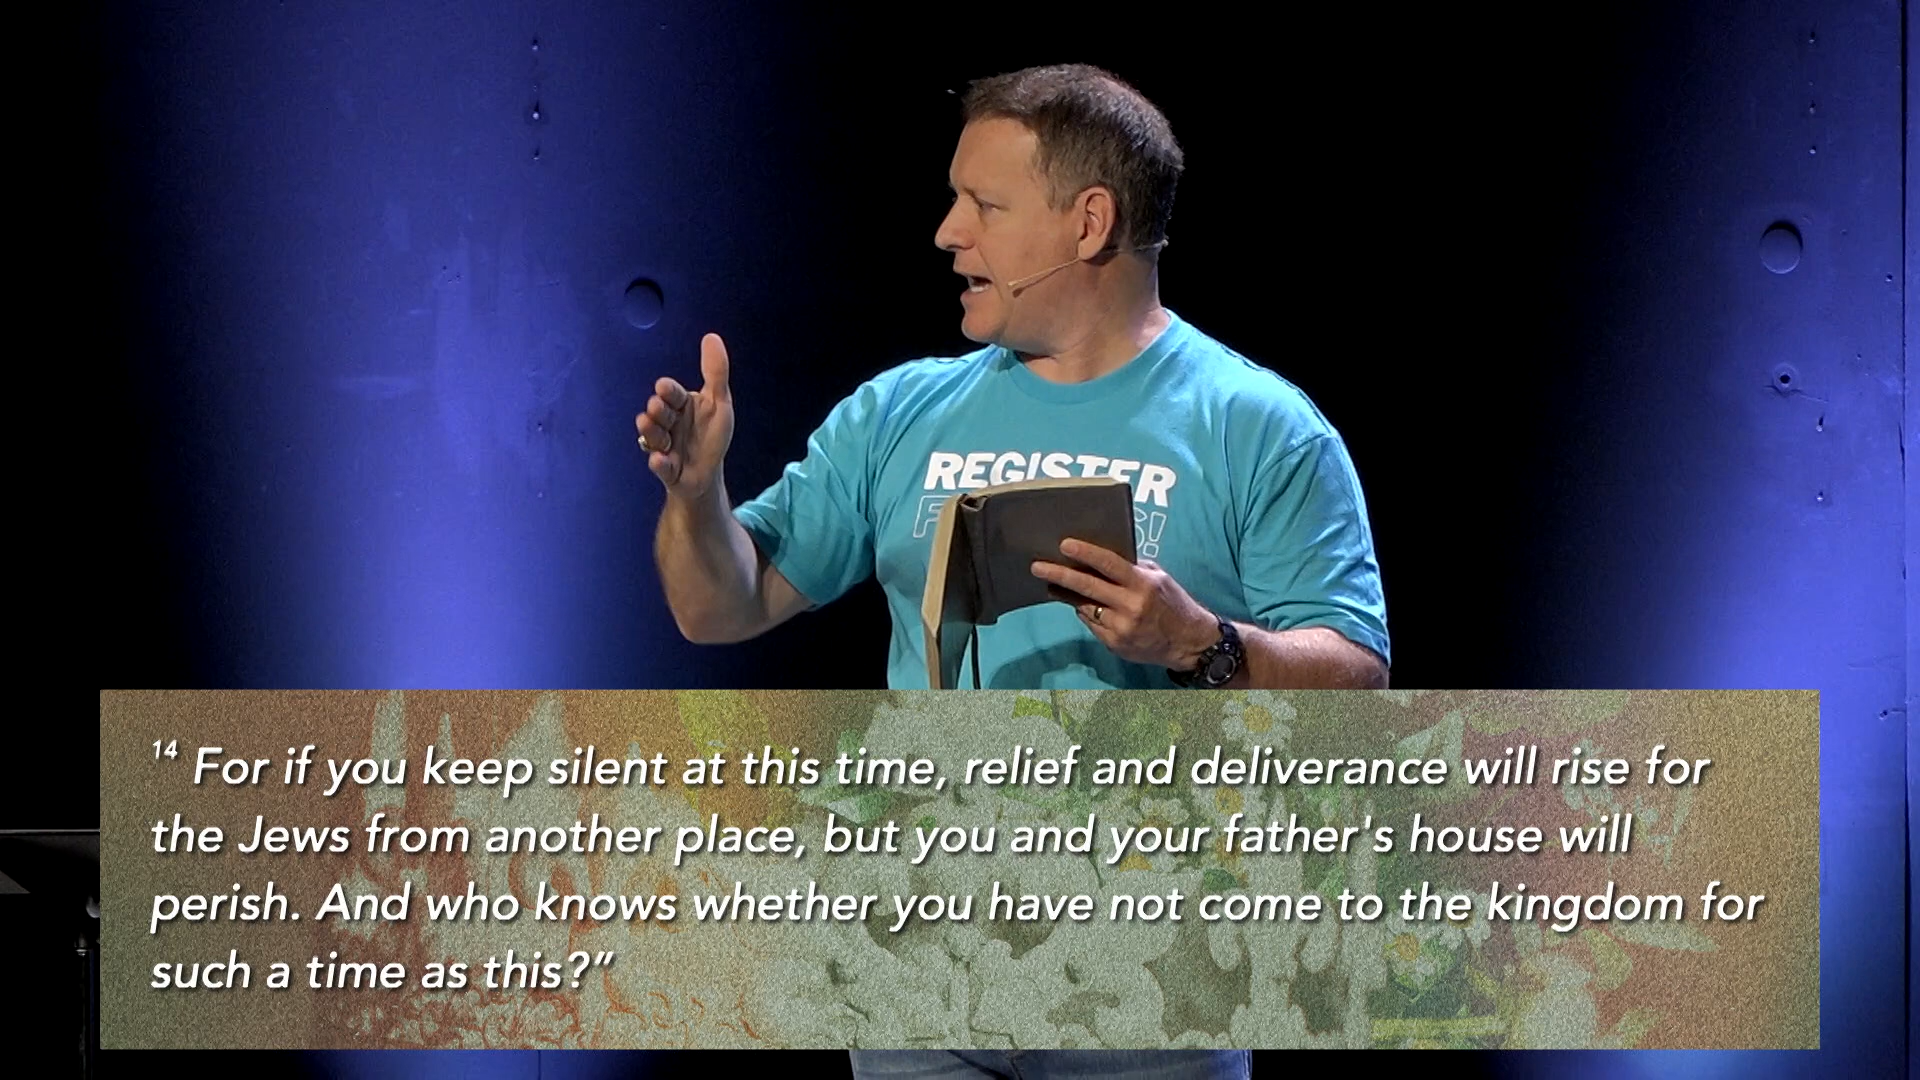 REGISTER
14 For if you keep silent at this time, relief and deliverance will rise for
the Jews from another place, but you and your father's house will
perish. And who knows whether you have not come to the kingdom for
such a time as this?”